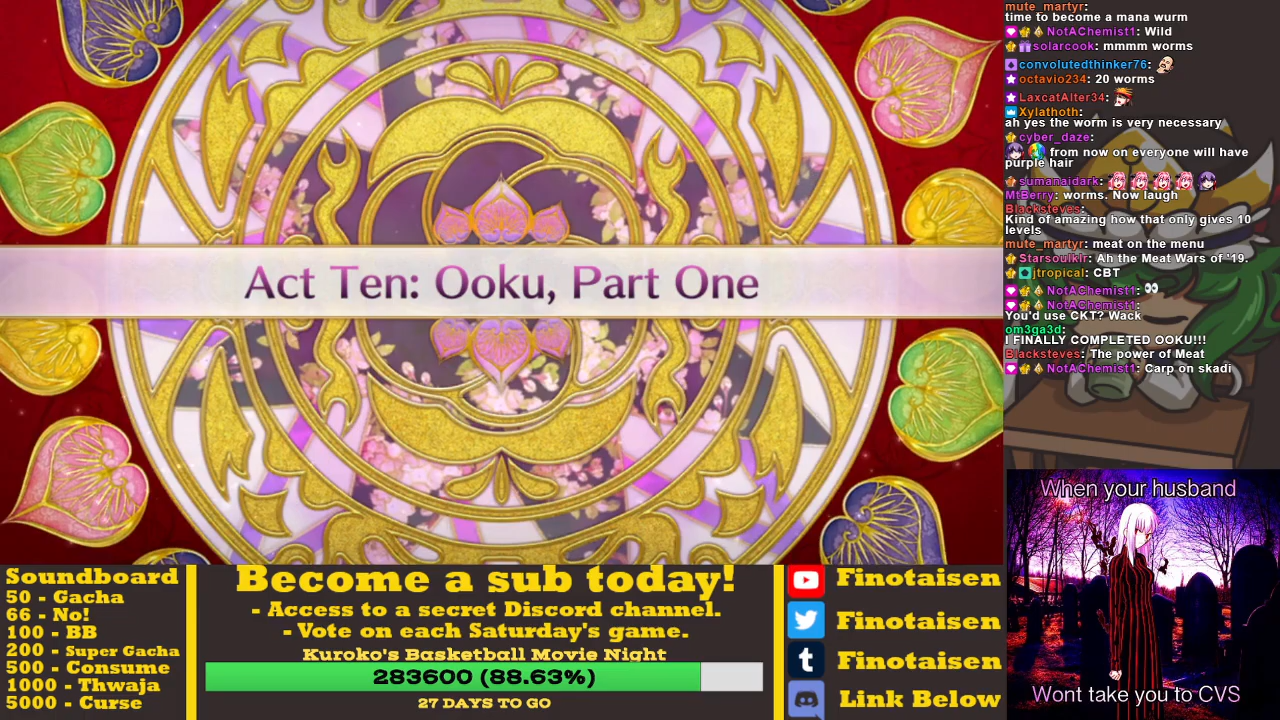 Act Ten: Ooku, Part One
mute_martyr:
time to become a mana wurm
NotAChemist1: Wild
solarcook: mmmm worms
convolutedthinker76:
octavio234: 20 worms
LaxcatAlter34:
Xylathoth:
ah yes the worm is very necessary
cyber_daze:
from now on everyone will have
purple hair
sumanaidark:
MtBerry: worms. Now laugh
Blacksteves:
Kind of amazing how that only gives 10
levels
mute_martyr: meat on the menu
Starsoulklr: Ah the Meat Wars of '19.
jtropical: CBT
NotAChemist1:
NotAChemist1:
You'd use CKT? Wack
om3ga3d:
I FINALLY COMPLETED OOKU!!!
Blacksteves: The power of Meat
NotAChemist1: Carp on skadi
When your husband
Wont take you to CVS
Soundboard
50 - Gacha
66 - No!
100 - BB
200 - Super Gacha
500 - Consume
1000 - Thwaja
5000 - Curse
Become a sub today!
- Access to a secret Discord channel.
- Vote on each Saturday's game.
Kuroko's Basketball Movie Night
283600 (88.63%)
27 DAYS TO GO
Finotaisen
Finotaisen
Finotaisen
Link Below